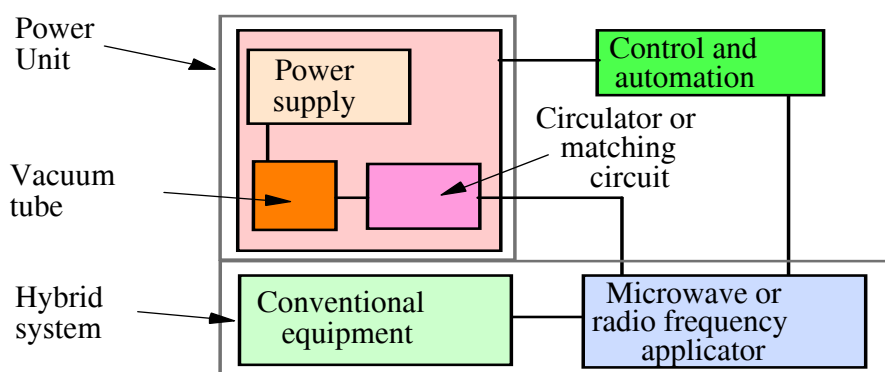 Power
Unit
Power
supply
Control and
automation
Circulator or
matching
circuit
Vacuum
tube
Hybrid
system
Conventional
equipment
Microwave or
radio frequency
applicator